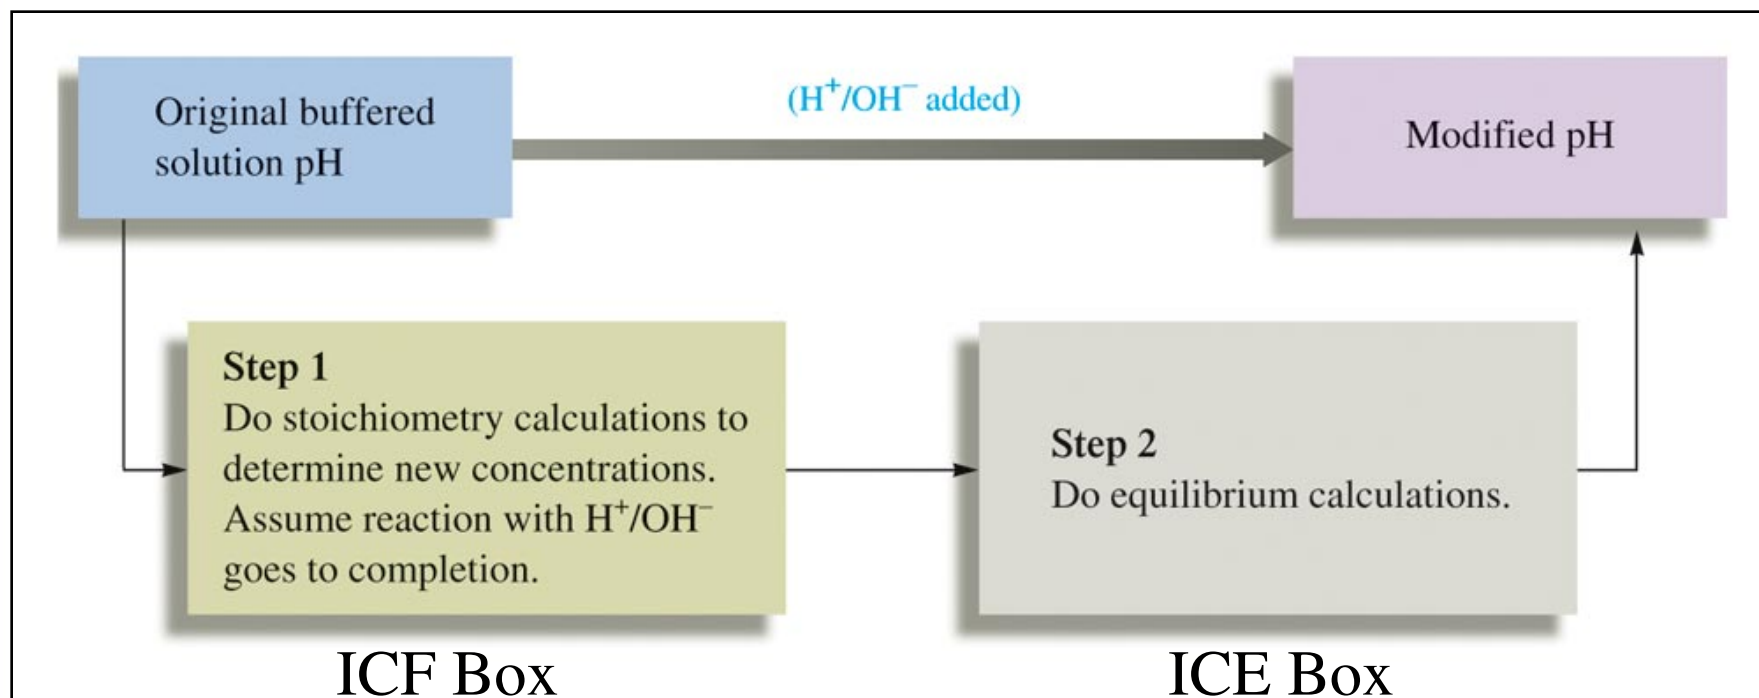 Original buffered
solution pH
(H⁺/OH⁻ added)
Modified pH
Step 1
Do stoichiometry calculations to
determine new concentrations.
Assume reaction with H⁺/OH⁻
goes to completion.
Step 2
Do equilibrium calculations.
ICF Box
ICE Box